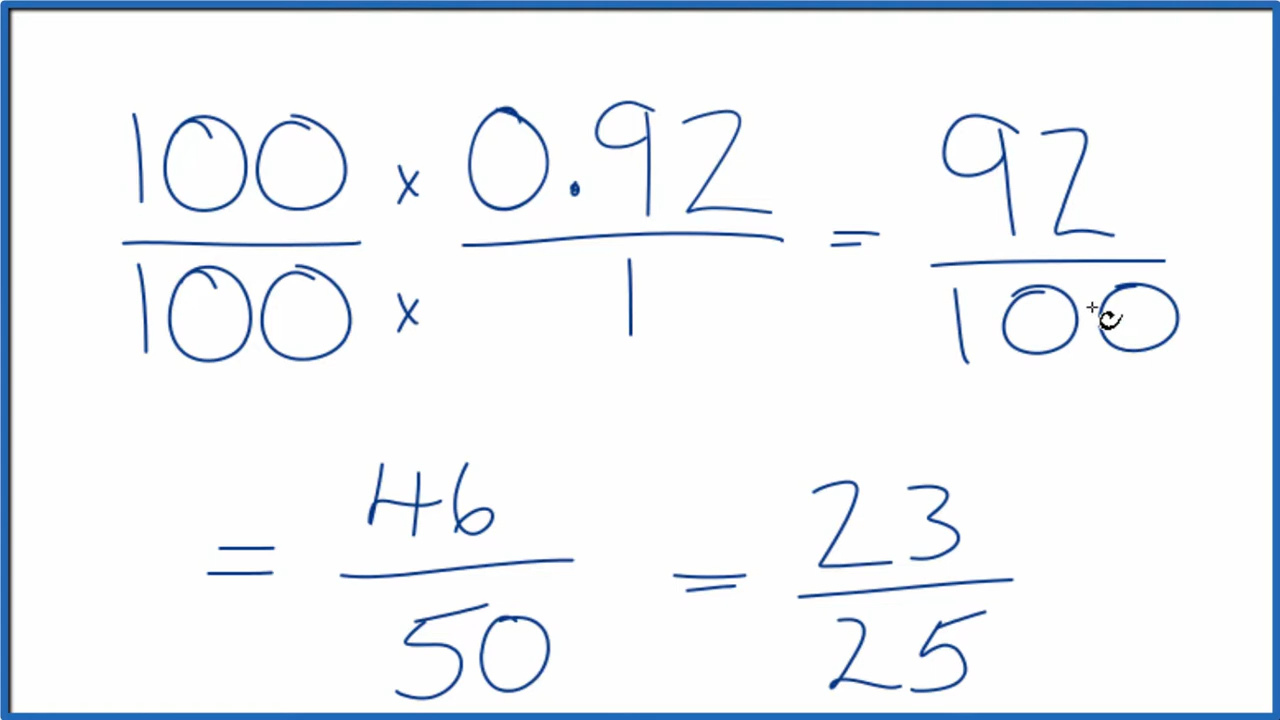 100 × 0.92 = 92
100 × 1 100
= 46 = 23
50 25